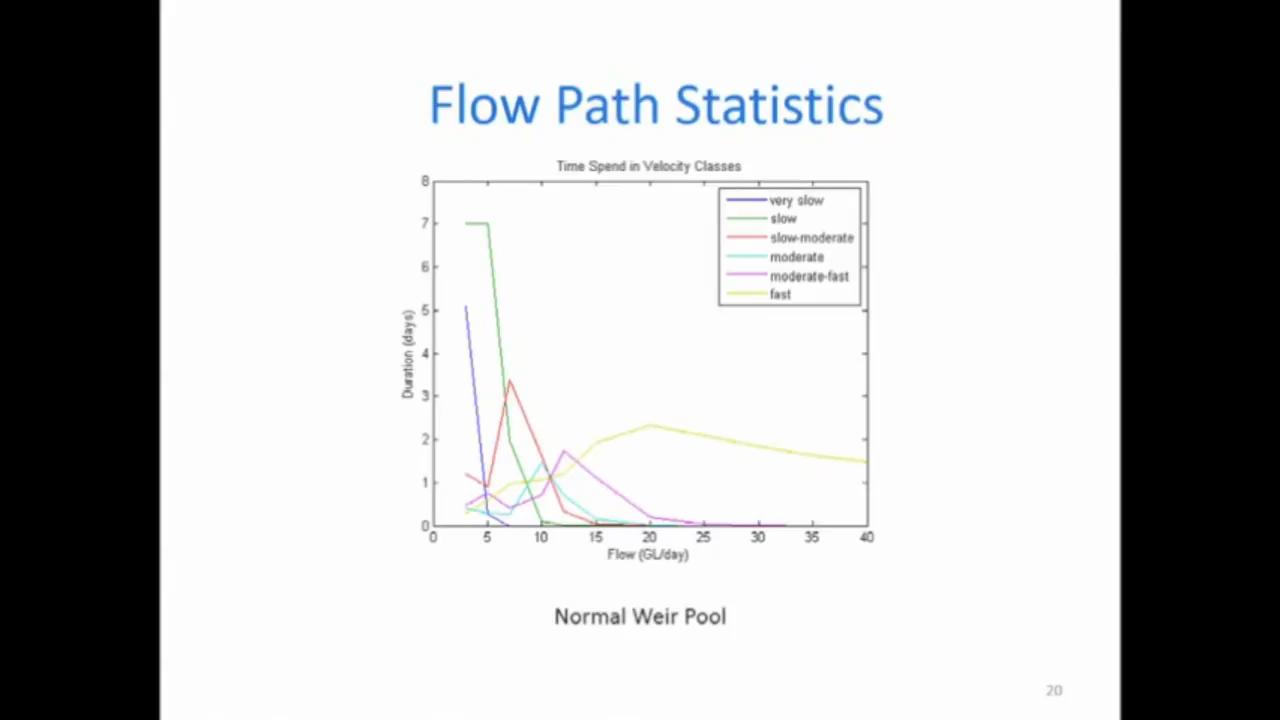 Flow Path Statistics
Time Spend in Velocity Classes
8
7
6
5
4
3
2
1
0
Duration (days)
very slow
slow
slow-moderate
moderate
moderate-fast
fast
0 5 10 15 20 25 30 35 40
Flow (GL/day)
Normal Weir Pool
20